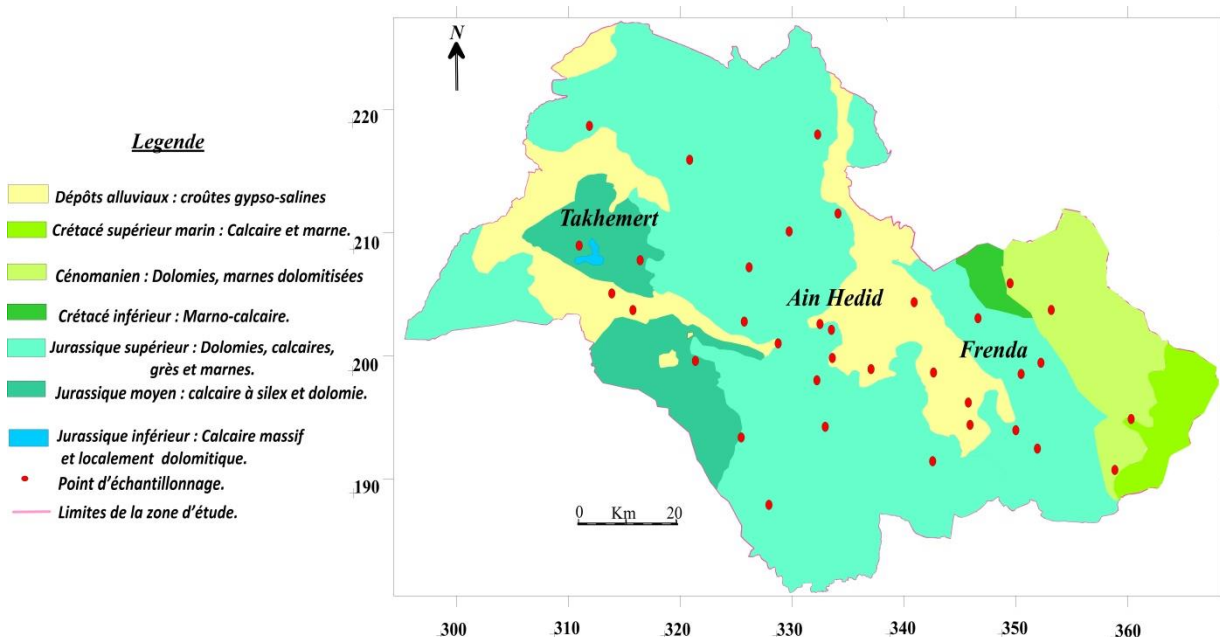 Legende
Dépôts alluviaux : croûtes gypso-salines
Crétacé supérieur marin : Calcaire et marne.
Cénomanien : Dolomies, marnes dolomitisées
Crétacé inférieur : Marno-calcaire.
Jurassique supérieur : Dolomies, calcaires,
grès et marnes.
Jurassique moyen : calcaire à silex et dolomie.
Jurassique inférieur : Calcaire massif
et localement dolomitique.
Point d'échantillonnage.
Limites de la zone d'étude.
N
220
210
200
190
Takhemert
Ain Hedid
Frenda
0 Km 20
300 310 320 330 340 350 360